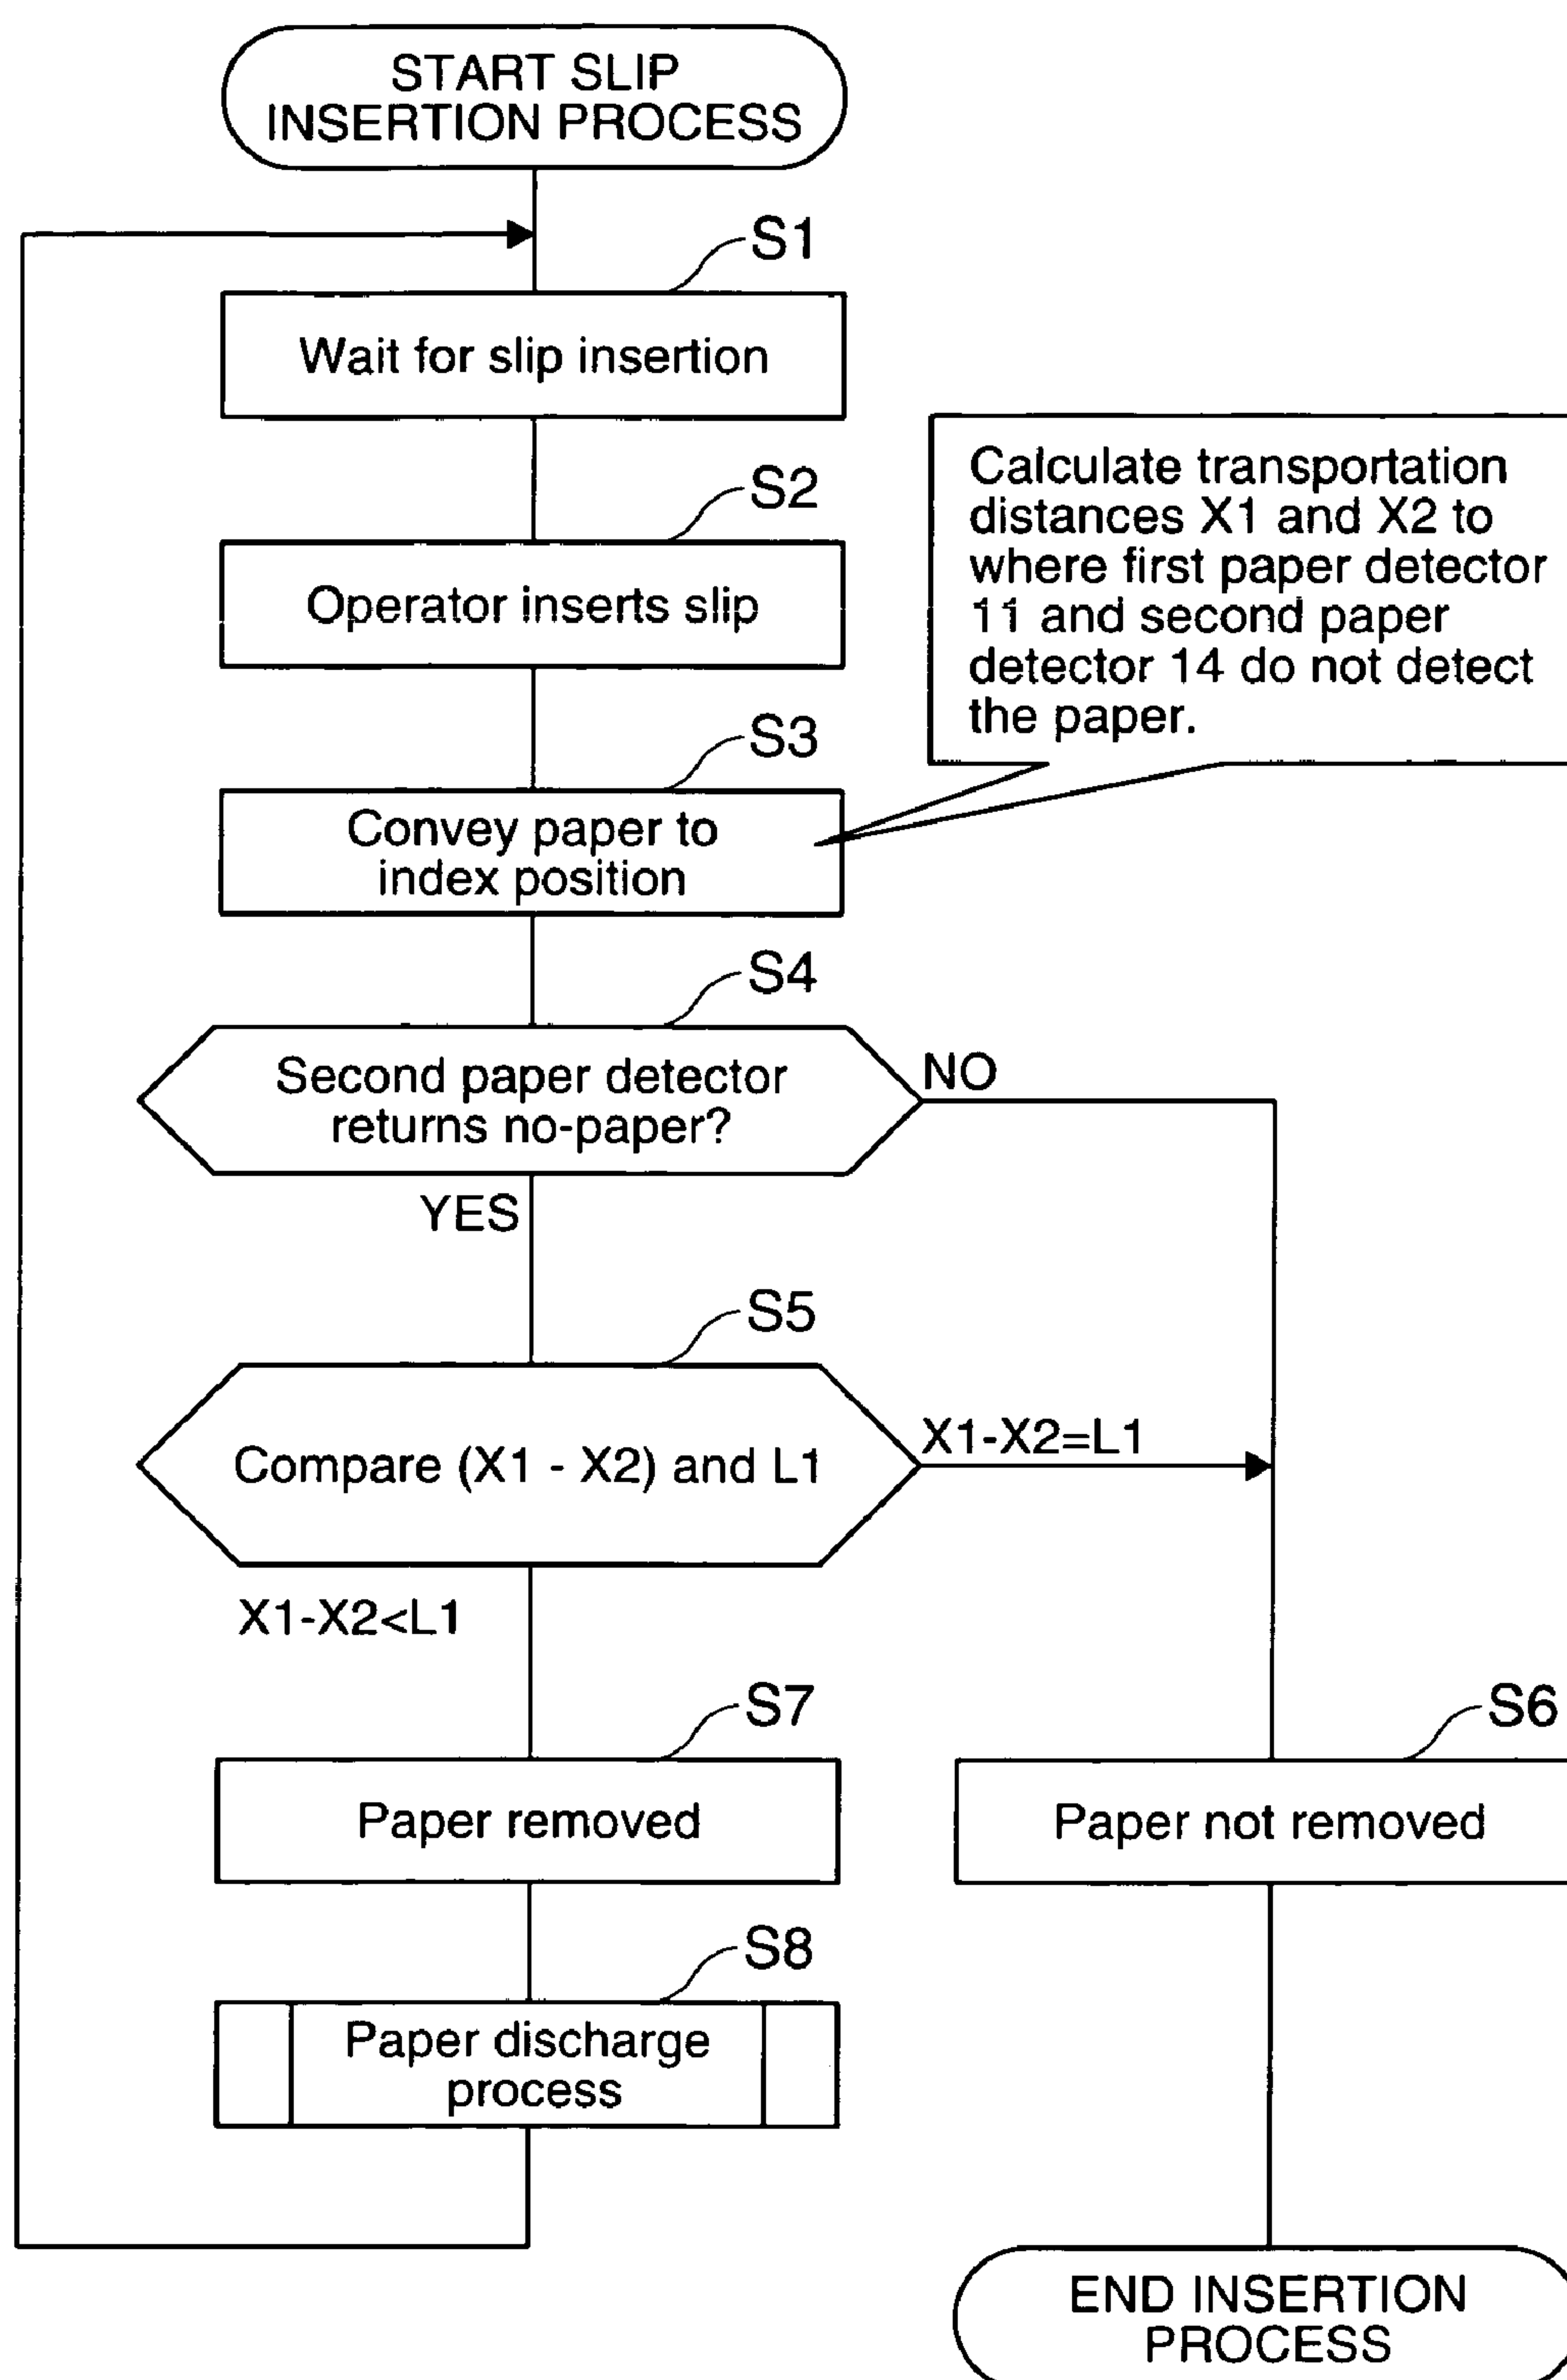 START SLIP
INSERTION PROCESS
S1
Wait for slip insertion
S2
Operator inserts slip
Calculate transportation
distances X1 and X2 to
where first paper detector
11 and second paper
detector 14 do not detect
the paper.
S3
Convey paper to
index position
S4
Second paper detector
returns no-paper?
NO
YES
S5
Compare (X1 - X2) and L1
X1-X2=L1
X1-X2<L1
S7
Paper removed
S6
Paper not removed
S8
Paper discharge
process
END INSERTION
PROCESS